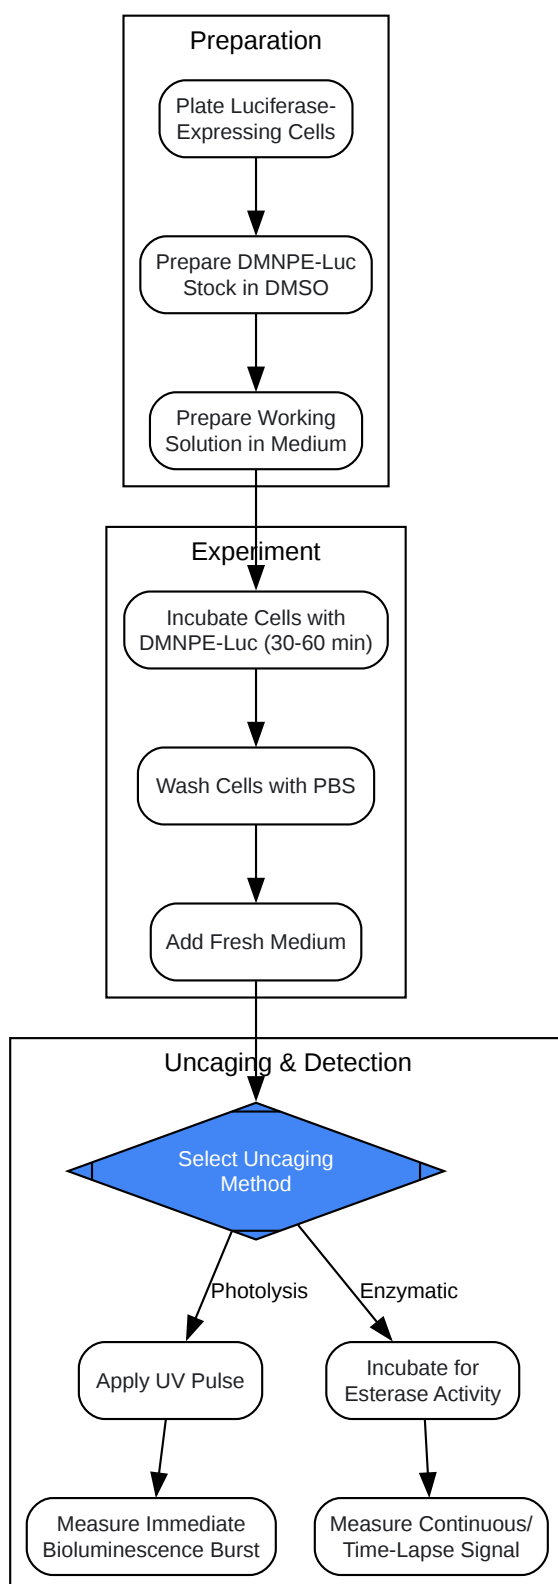 Preparation
Plate Luciferase-
Expressing Cells
Prepare DMNPE-Luc
Stock in DMSO
Prepare Working
Solution in Medium
Experiment
Incubate Cells with
DMNPE-Luc (30-60 min)
Wash Cells with PBS
Add Fresh Medium
Uncaging & Detection
Select Uncaging
Method
Photolysis
Enzymatic
Apply UV Pulse
Incubate for
Esterase Activity
Measure Immediate
Bioluminescence Burst
Measure Continuous/
Time-Lapse Signal